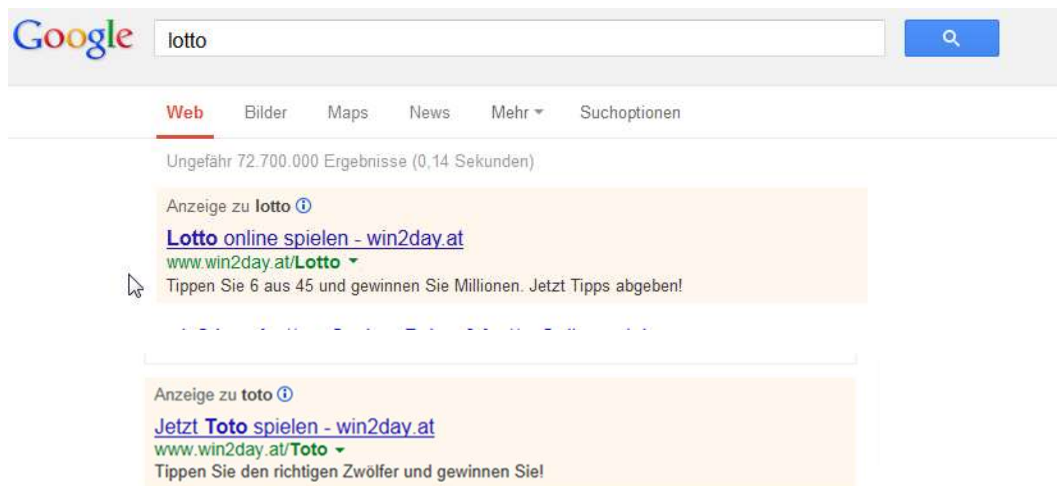 Google lotto
Web Bilder Maps News Mehr Suchoptionen
Ungefähr 72.700.000 Ergebnisse (0,14 Sekunden)
Anzeige zu lotto
Lotto online spielen - win2day.at
www.win2day.at/Lotto
Tippen Sie 6 aus 45 und gewinnen Sie Millionen. Jetzt Tipps abgeben!
Anzeige zu toto
Jetzt Toto spielen - win2day.at
www.win2day.at/Toto
Tippen Sie den richtigen Zwölfer und gewinnen Sie!